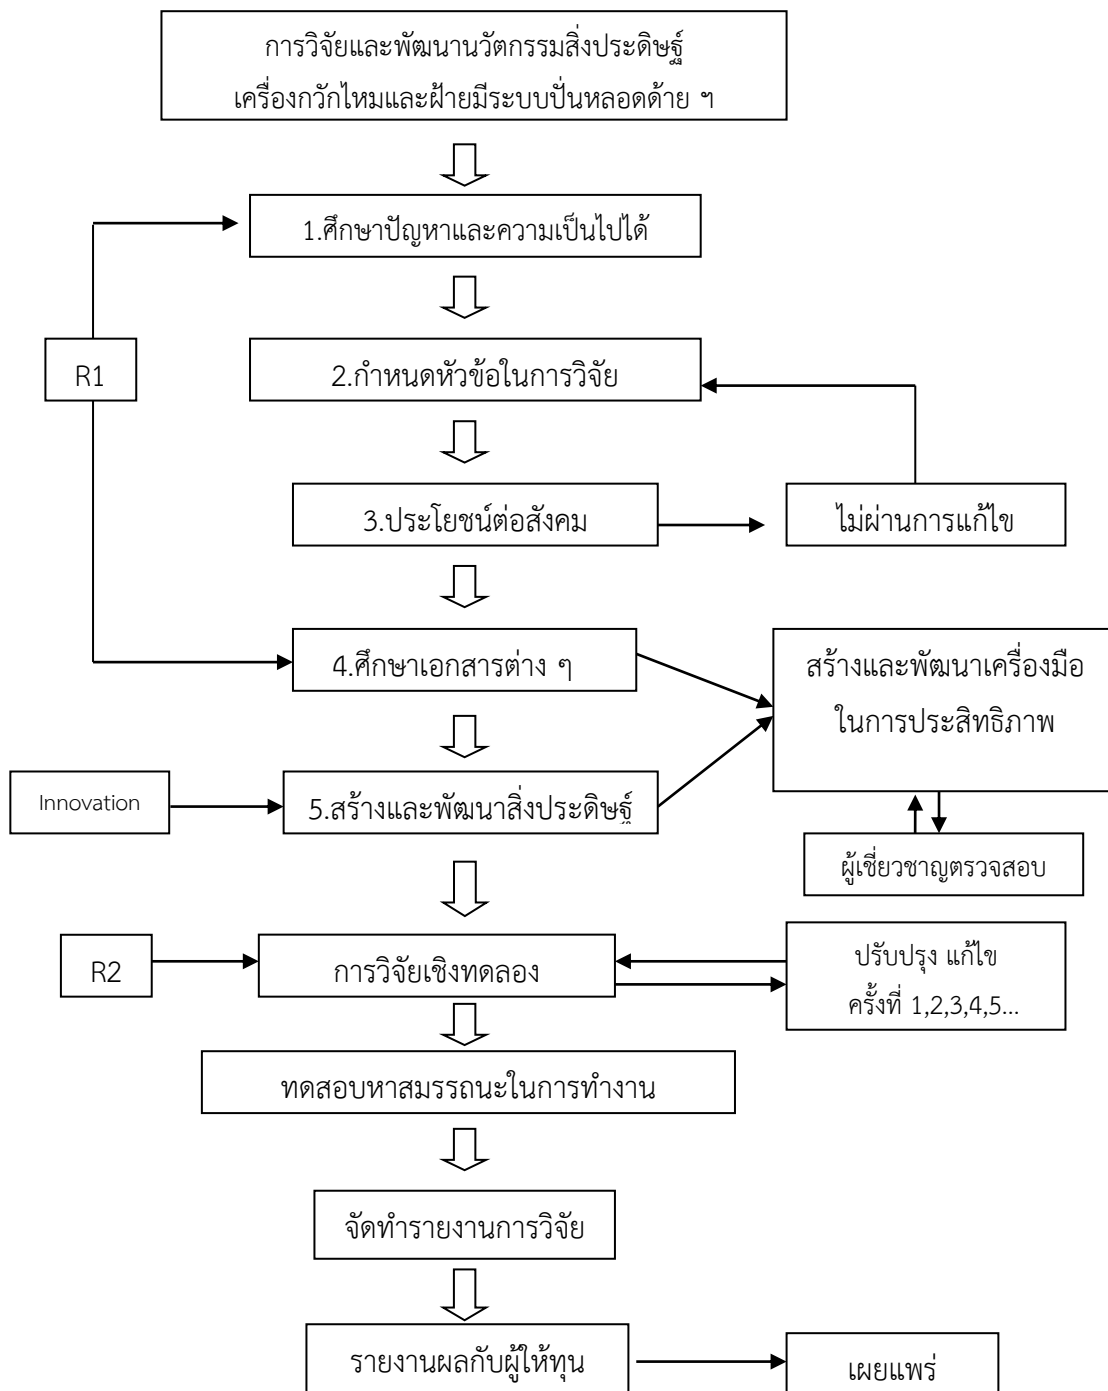 การวิจัยและพัฒนานวัตกรรมสิ่งประดิษฐ์
เครื่องกวักไหมและฝ้ายมีระบบปั่นหลอดด้าย ฯ
1.ศึกษาปัญหาและความเป็นไปได้
R1
2.กำหนดหัวข้อในการวิจัย
3.ประโยชน์ต่อสังคม
ไม่ผ่านการแก้ไข
4.ศึกษาเอกสารต่าง ๆ
สร้างและพัฒนาเครื่องมือ
ในการประสิทธิภาพ
Innovation
5.สร้างและพัฒนาสิ่งประดิษฐ์
ผู้เชี่ยวชาญตรวจสอบ
R2
การวิจัยเชิงทดลอง
ปรับปรุง แก้ไข
ครั้งที่ 1,2,3,4,5...
ทดสอบหาสมรรถนะในการทำงาน
จัดทำรายงานการวิจัย
รายงานผลกับผู้ให้ทุน
เผยแพร่